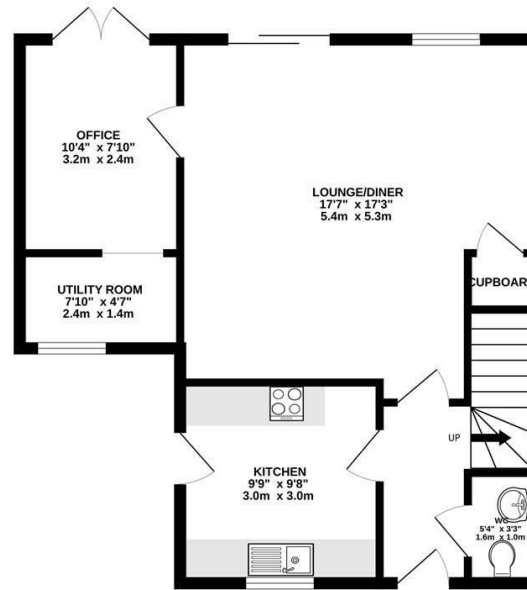 OFFICE
10'4" x 7'10"
3.2m x 2.4m
LOUNGE/DINER
17'7" x 17'3"
5.4m x 5.3m
CUPBOAR
UTILITY ROOM
7'10" x 4'7"
2.4m x 1.4m
UP
KITCHEN
9'9" x 9'8"
3.0m x 3.0m
WC
5'4" x 3'3"
1.6m x 1.0m